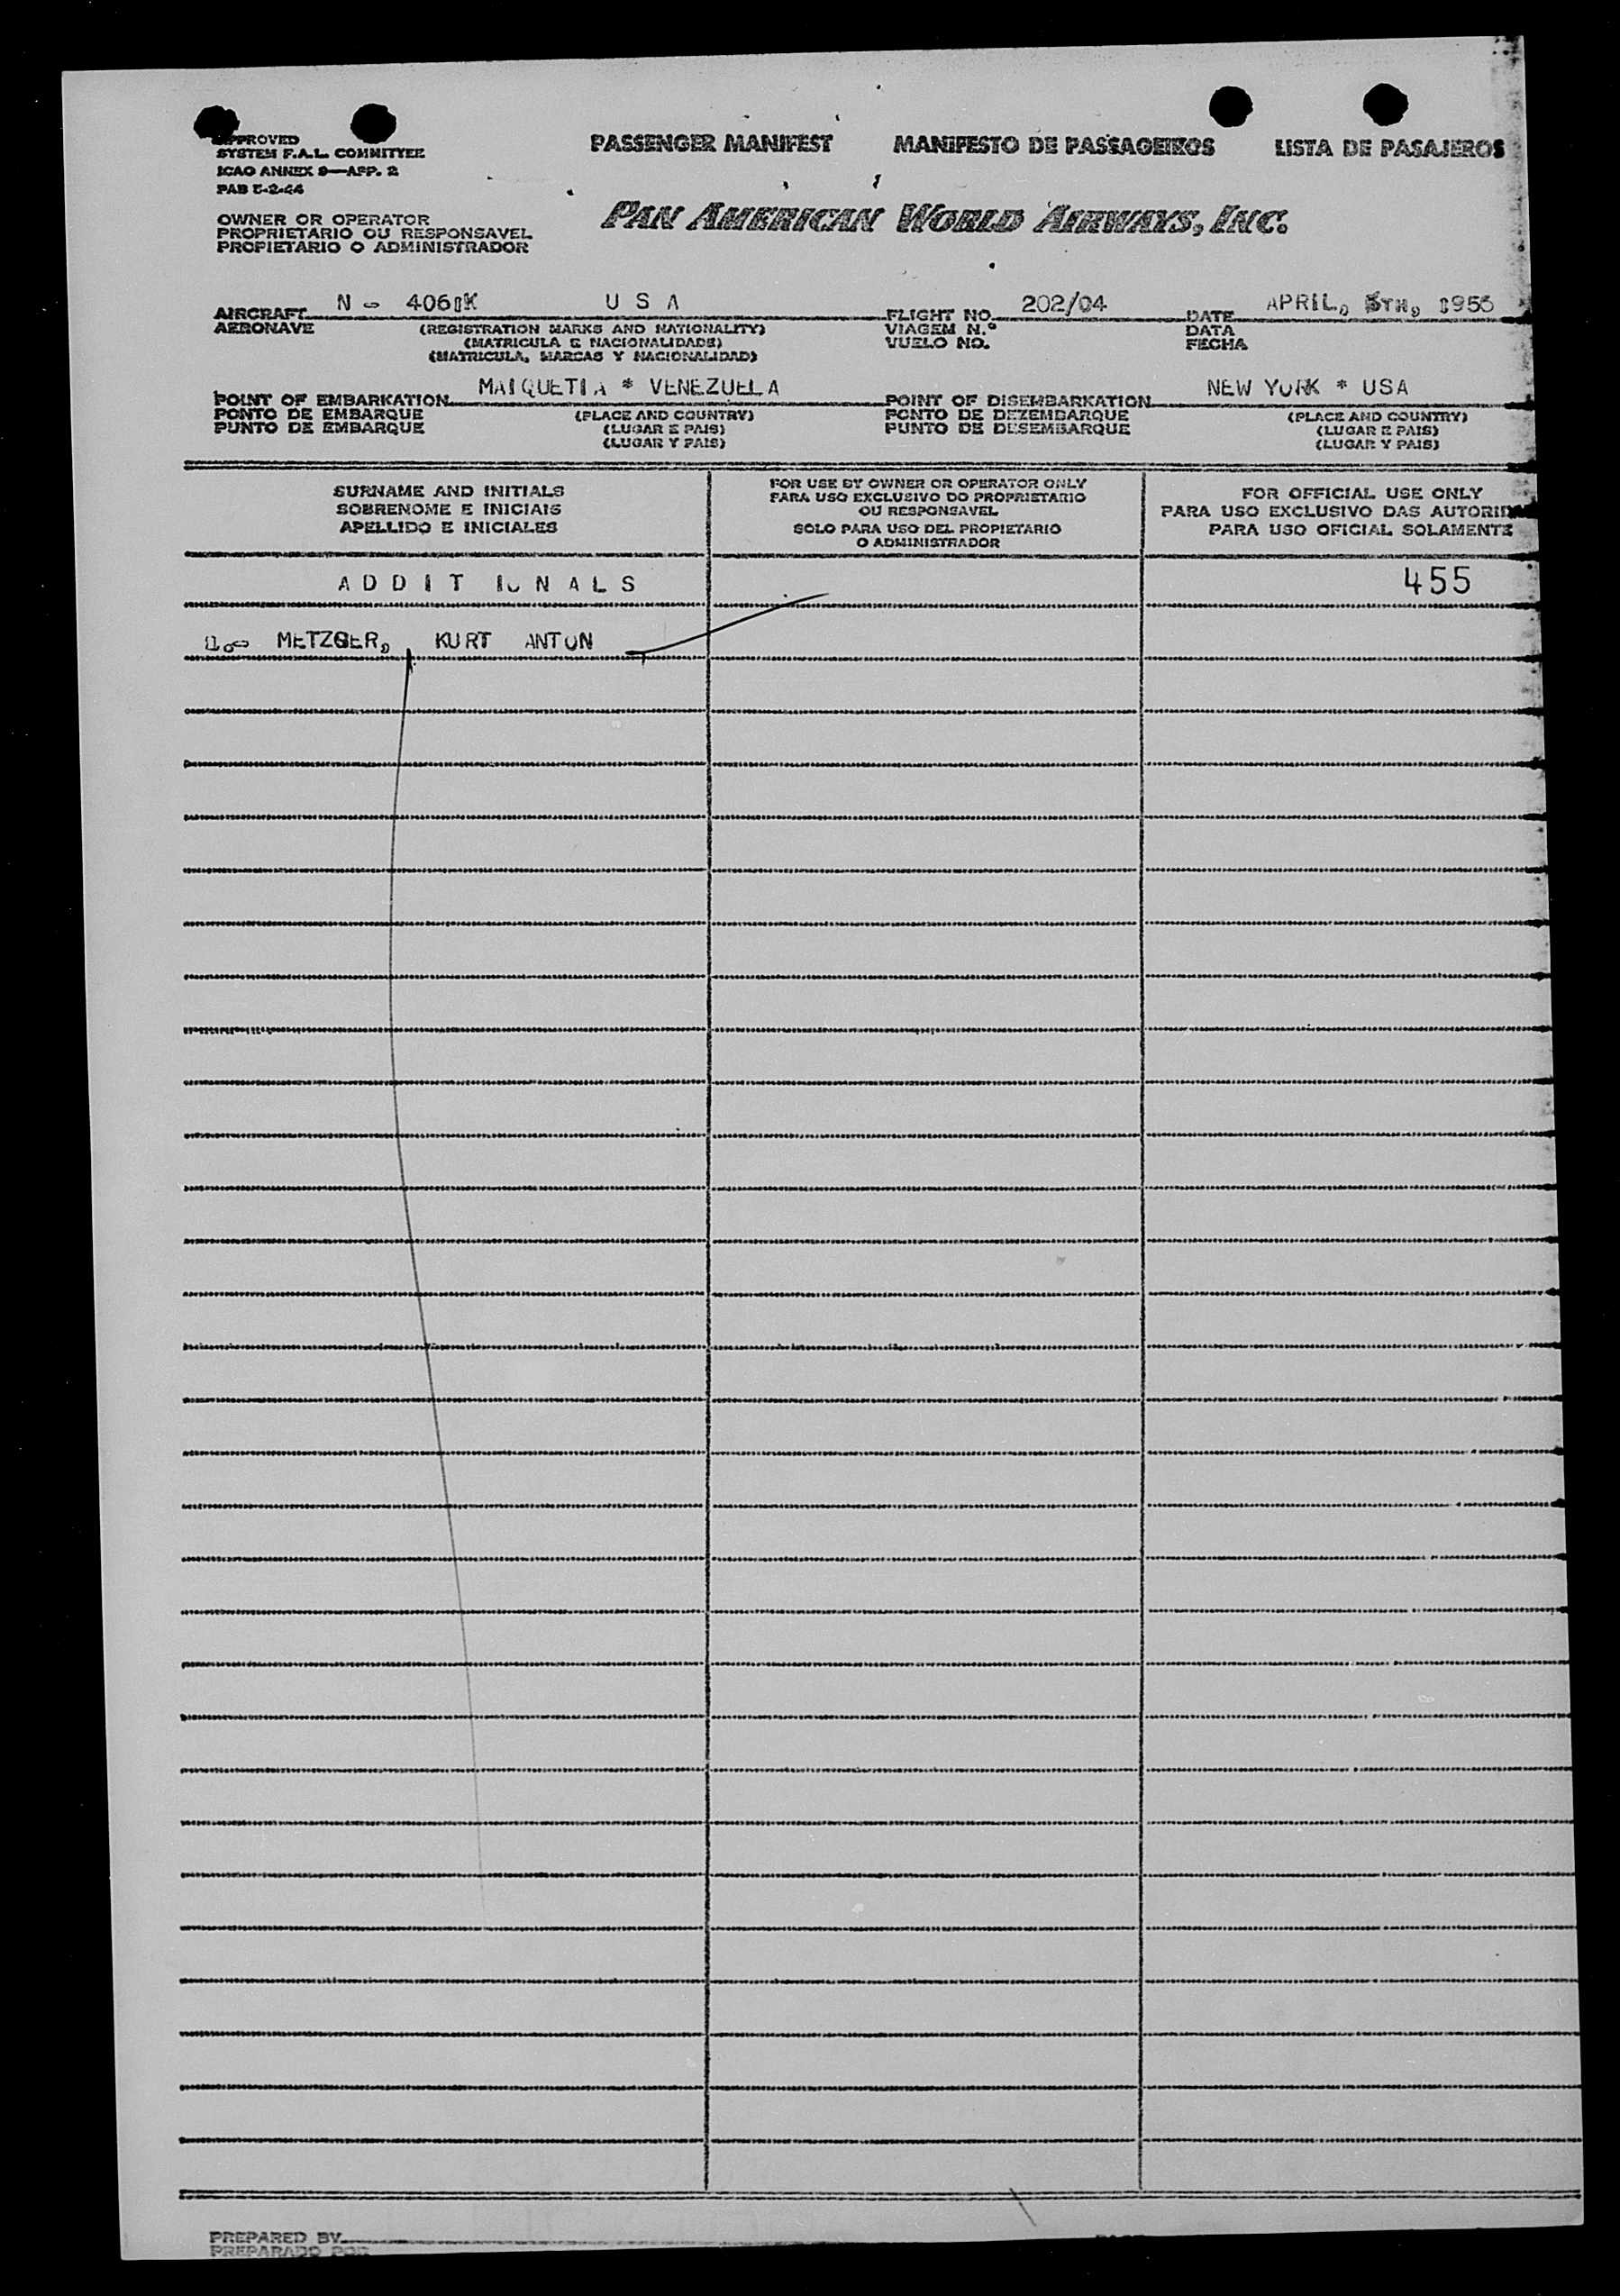 APPROVED
SYSTEM F.A.L. COMMITTEE
ICAO ANNEX 9—APP. 2
PASSENGER MANIFEST MANIFESTO DE PASSAGEIROS LISTA DE PASAJEROS
OWNER OR OPERATOR
PROPRIETARIO OU RESPONSAVEL
PROPIETARIO O ADMINISTRADOR
PAN AMERICAN WORLD AIRWAYS, INC.
AIRCRAFT N - 4061K U S A FLIGHT NO. 202/04 DATE APRIL, 5TH, 1956
AERONAVE (REGISTRATION MARKS AND NATIONALITY) VIAGEM N.º DATA
(MATRICULA E NACIONALIDADE) VUELO NO. FECHA
(MATRICULA, MARCAS Y NACIONALIDAD)
POINT OF EMBARKATION MAIQUETIA * VENEZUELA POINT OF DISEMBARKATION NEW YORK * USA
PONTO DE EMBARQUE (PLACE AND COUNTRY) PONTO DE DEZEMBARQUE (PLACE AND COUNTRY)
PUNTO DE EMBARQUE (LUGAR E PAIS) PUNTO DE DESEMBARQUE (LUGAR E PAIS)
(LUGAR Y PAIS) (LUGAR Y PAIS)
SURNAME AND INITIALS
SOBRENOME E INICIAIS
APELLIDO E INICIALES
FOR USE BY OWNER OR OPERATOR ONLY
PARA USO EXCLUSIVO DO PROPRIETARIO
OU RESPONSAVEL
SOLO PARA USO DEL PROPIETARIO
O ADMINISTRADOR
FOR OFFICIAL USE ONLY
PARA USO EXCLUSIVO DAS AUTORID
PARA USO OFICIAL SOLAMENTE
A D D I T I O N A L S 455
1.- METZGER, KURT ANTON
PREPARED BY
PREPARADO POR